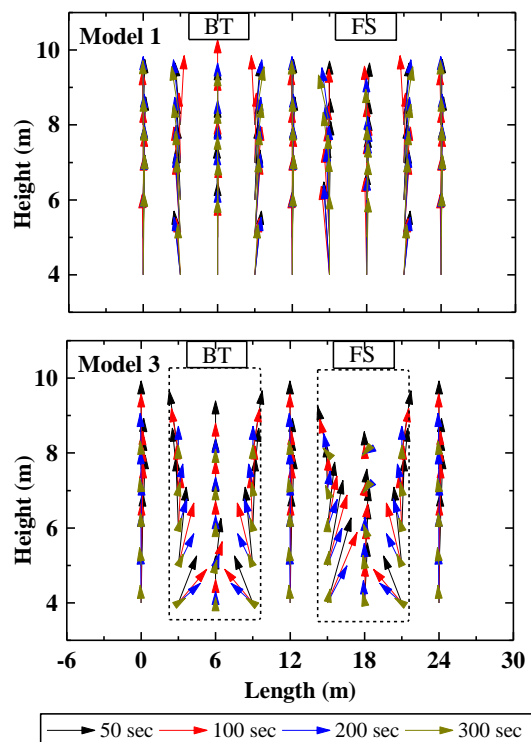 BT FS
Model 1
10
8
6
4
Height (m)
BT FS
Model 3
10
8
6
4
Height (m)
-6 0 6 12 18 24 30
Length (m)
50 sec 100 sec 200 sec 300 sec